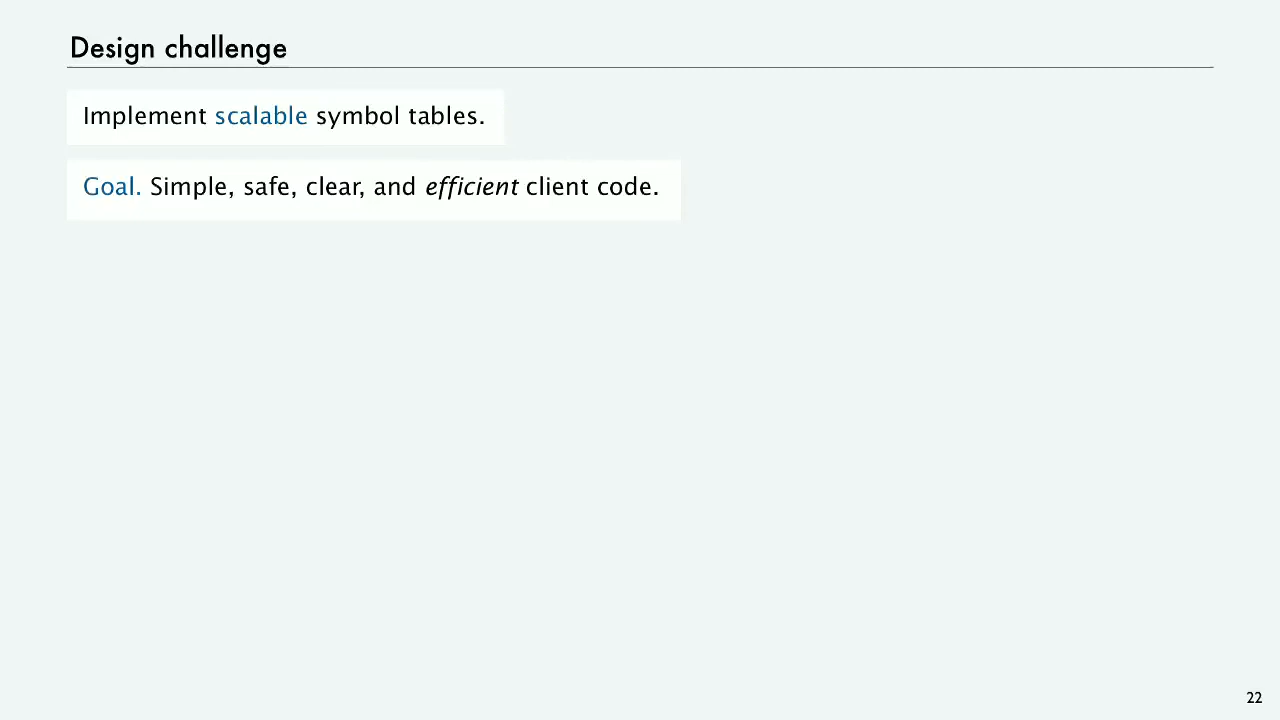 Design challenge
Implement scalable symbol tables.
Goal. Simple, safe, clear, and efficient client code.
22